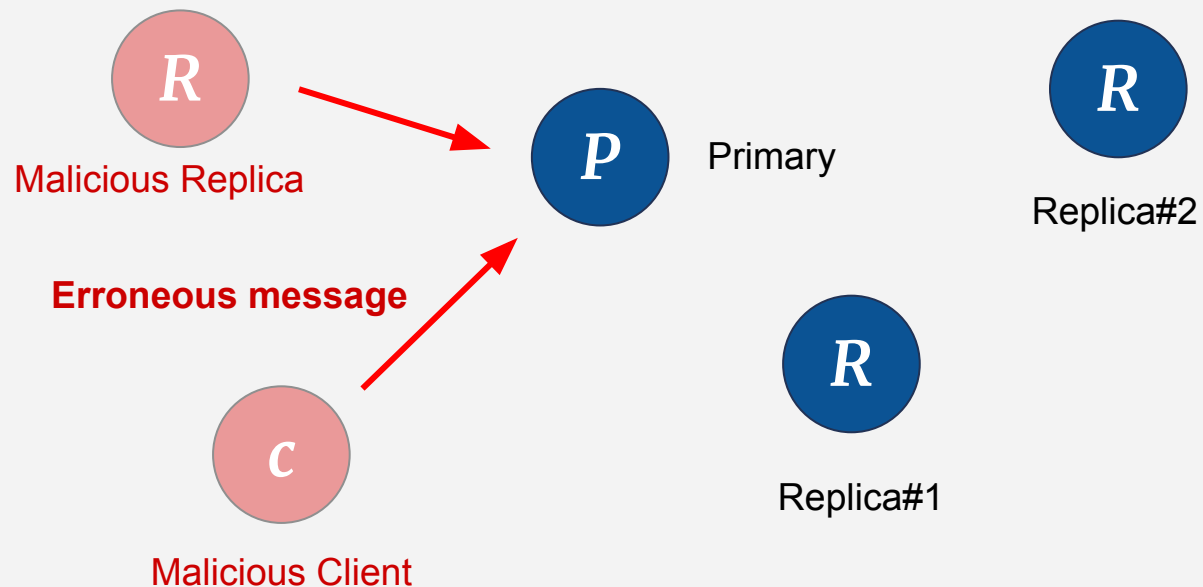 R
Malicious Replica
P
Primary
R
Replica#2
Erroneous message
R
Replica#1
c
Malicious Client